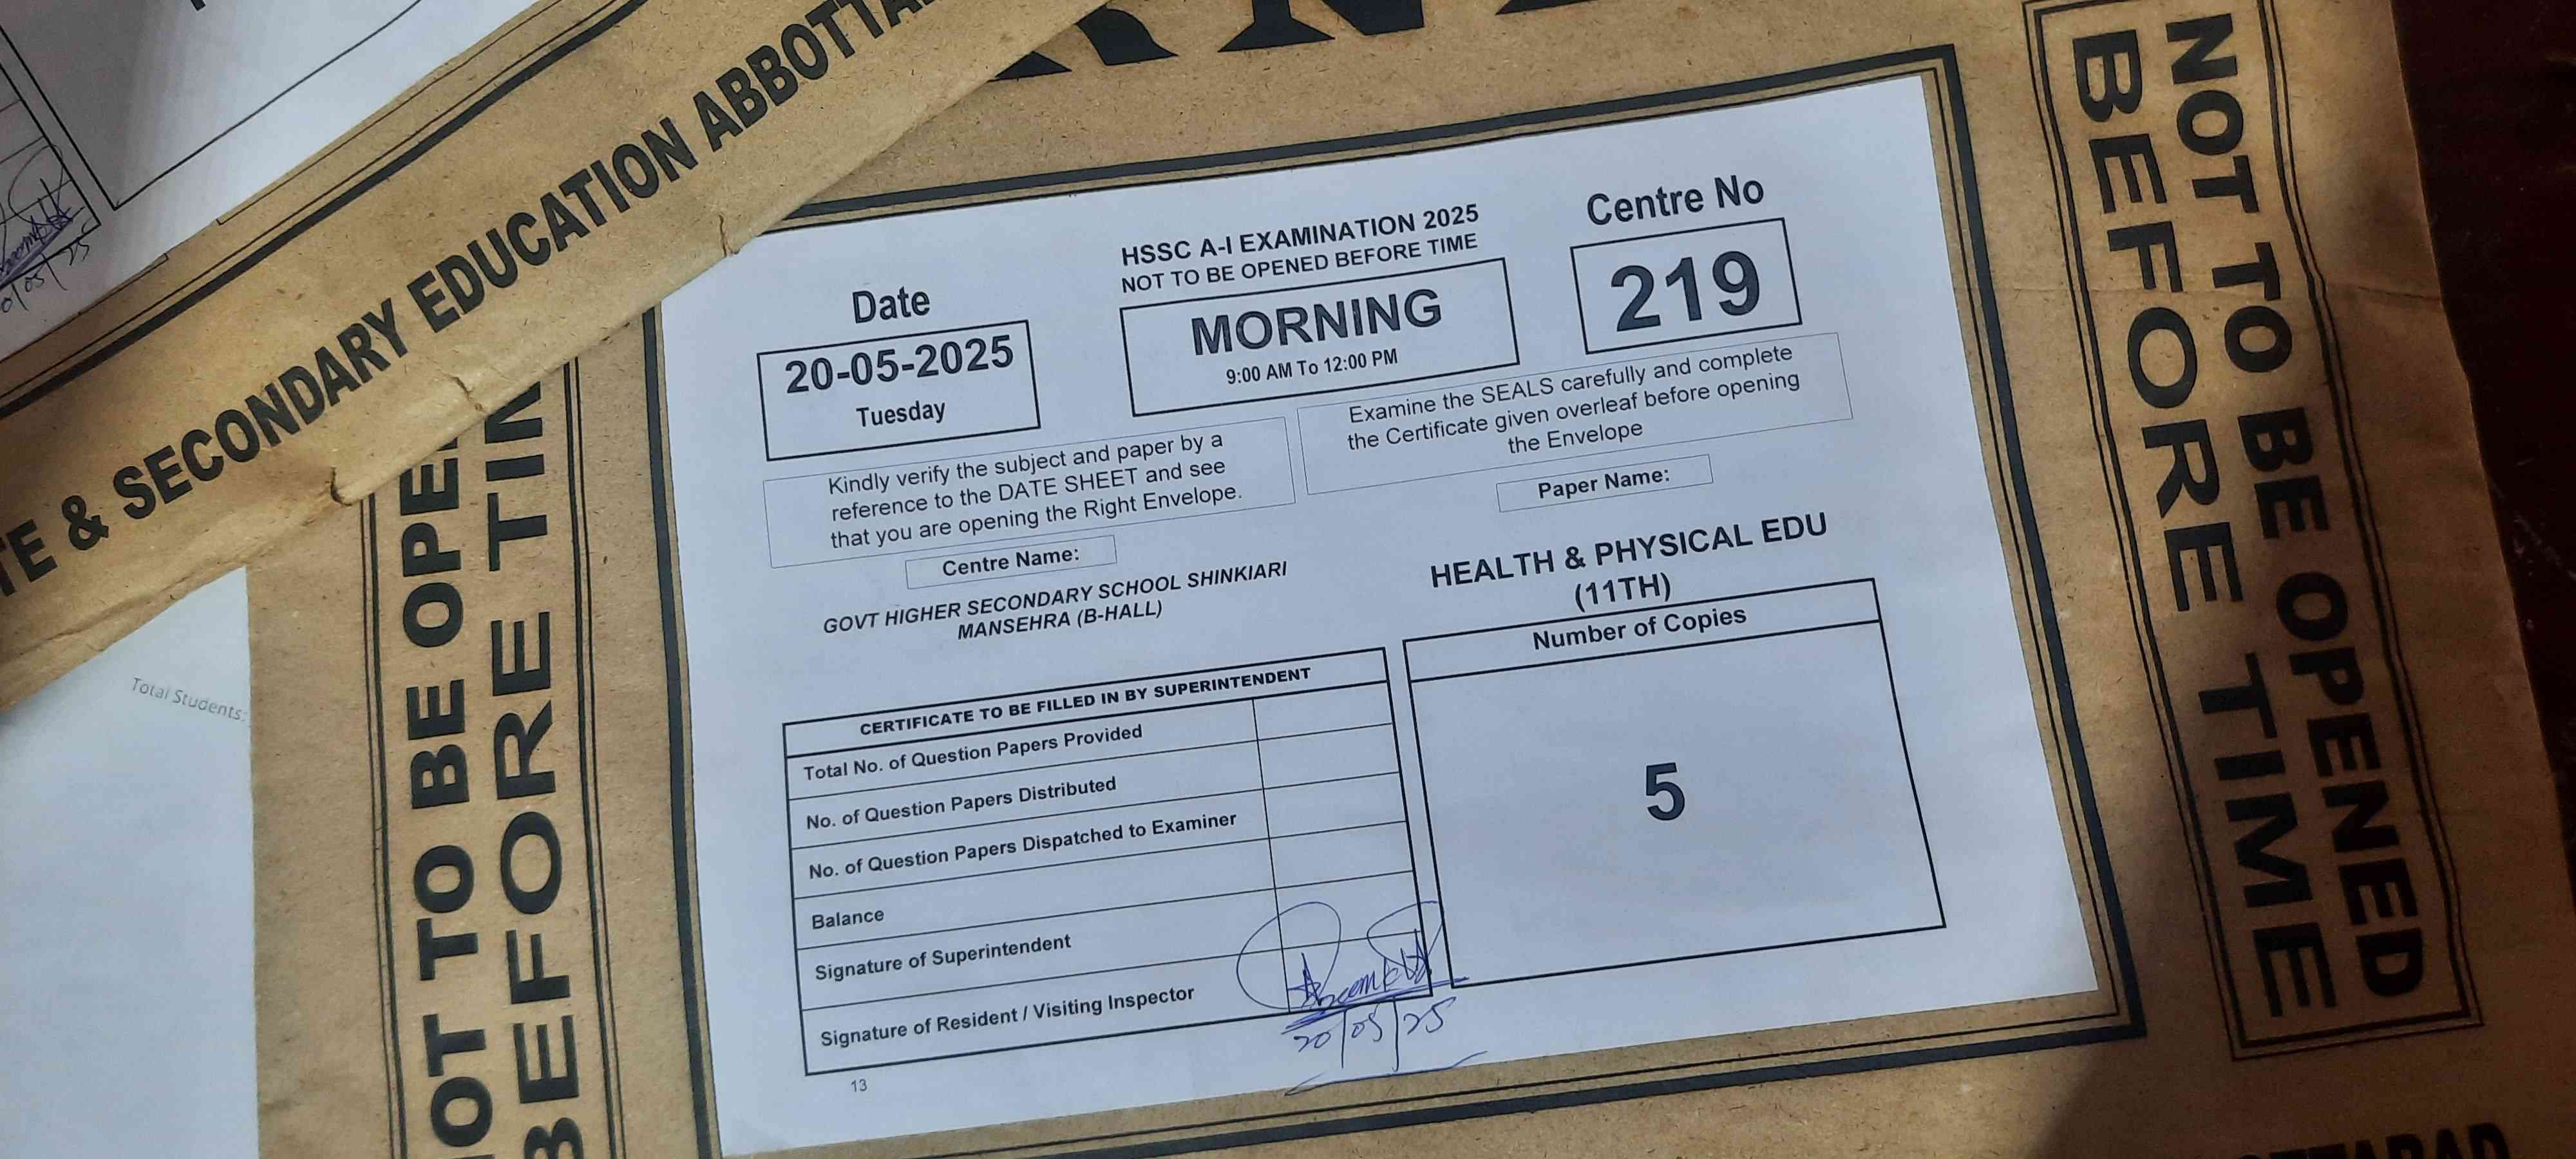 TE & SECONDARY EDUCATION
NOT TO BE OPENED
BEFORE TIME
HSSC A-I EXAMINATION 2025
NOT TO BE OPENED BEFORE TIME
Date
20-05-2025
Tuesday
MORNING
9:00 AM To 12:00 PM
Centre No
219
Kindly verify the subject and paper by a
reference to the DATE SHEET and see
that you are opening the Right Envelope.
Examine the SEALS carefully and complete
the Certificate given overleaf before opening
the Envelope
Centre Name:
GOVT HIGHER SECONDARY SCHOOL SHINKIARI
MANSEHRA (B-HALL)
Paper Name:
HEALTH & PHYSICAL EDU
(11TH)
Number of Copies
5
CERTIFICATE TO BE FILLED IN BY SUPERINTENDENT
Total No. of Question Papers Provided
No. of Question Papers Distributed
No. of Question Papers Dispatched to Examiner
Balance
Signature of Superintendent
Signature of Resident / Visiting Inspector
20/05/25
13
Total Students:
NOT TO BE OPENED
BEFORE TIME